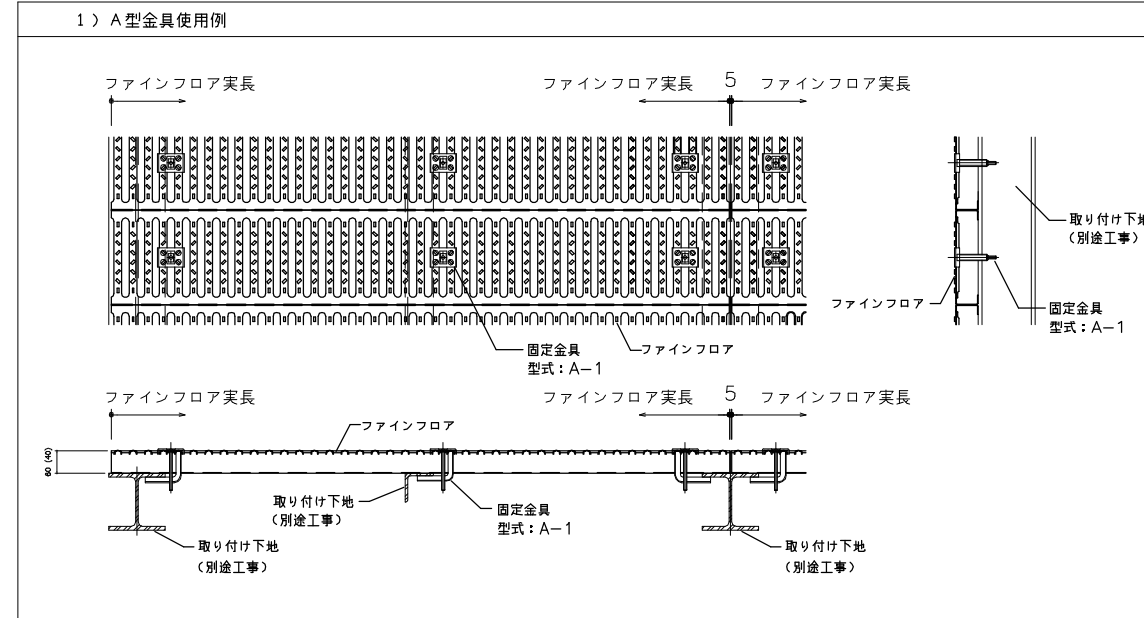 1）A型金具使用例
ファインフロア実長
ファインフロア実長
5
ファインフロア実長
取り付け下地
（別途工事）
ファインフロア
固定金具
型式：A－1
固定金具
型式：A－1
ファインフロア
ファインフロア実長
ファインフロア実長
5
ファインフロア実長
ファインフロア
60 (40)
取り付け下地
（別途工事）
固定金具
型式：A－1
取り付け下地
（別途工事）
取り付け下地
（別途工事）